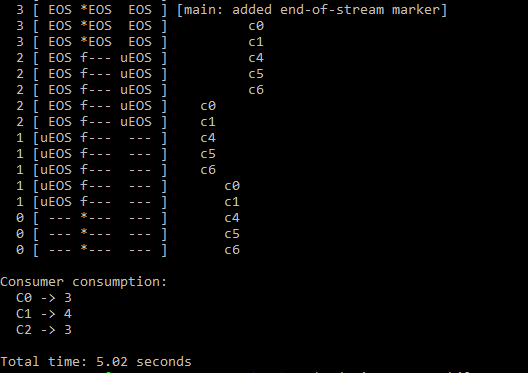 3 [ EOS *EOS  EOS ] [main: added end-of-stream marker]
3 [ EOS *EOS  EOS ]          c0
3 [ EOS *EOS  EOS ]          c1
2 [ EOS f--- uEOS ]          c4
2 [ EOS f--- uEOS ]          c5
2 [ EOS f--- uEOS ]          c6
2 [ EOS f--- uEOS ]    c0
2 [ EOS f--- uEOS ]    c1
1 [uEOS f---  --- ]    c4
1 [uEOS f---  --- ]    c5
1 [uEOS f---  --- ]    c6
1 [uEOS f---  --- ]       c0
1 [uEOS f---  --- ]       c1
0 [ --- *---  --- ]       c4
0 [ --- *---  --- ]       c5
0 [ --- *---  --- ]       c6
Consumer consumption:
C0 -> 3
C1 -> 4
C2 -> 3
Total time: 5.02 seconds